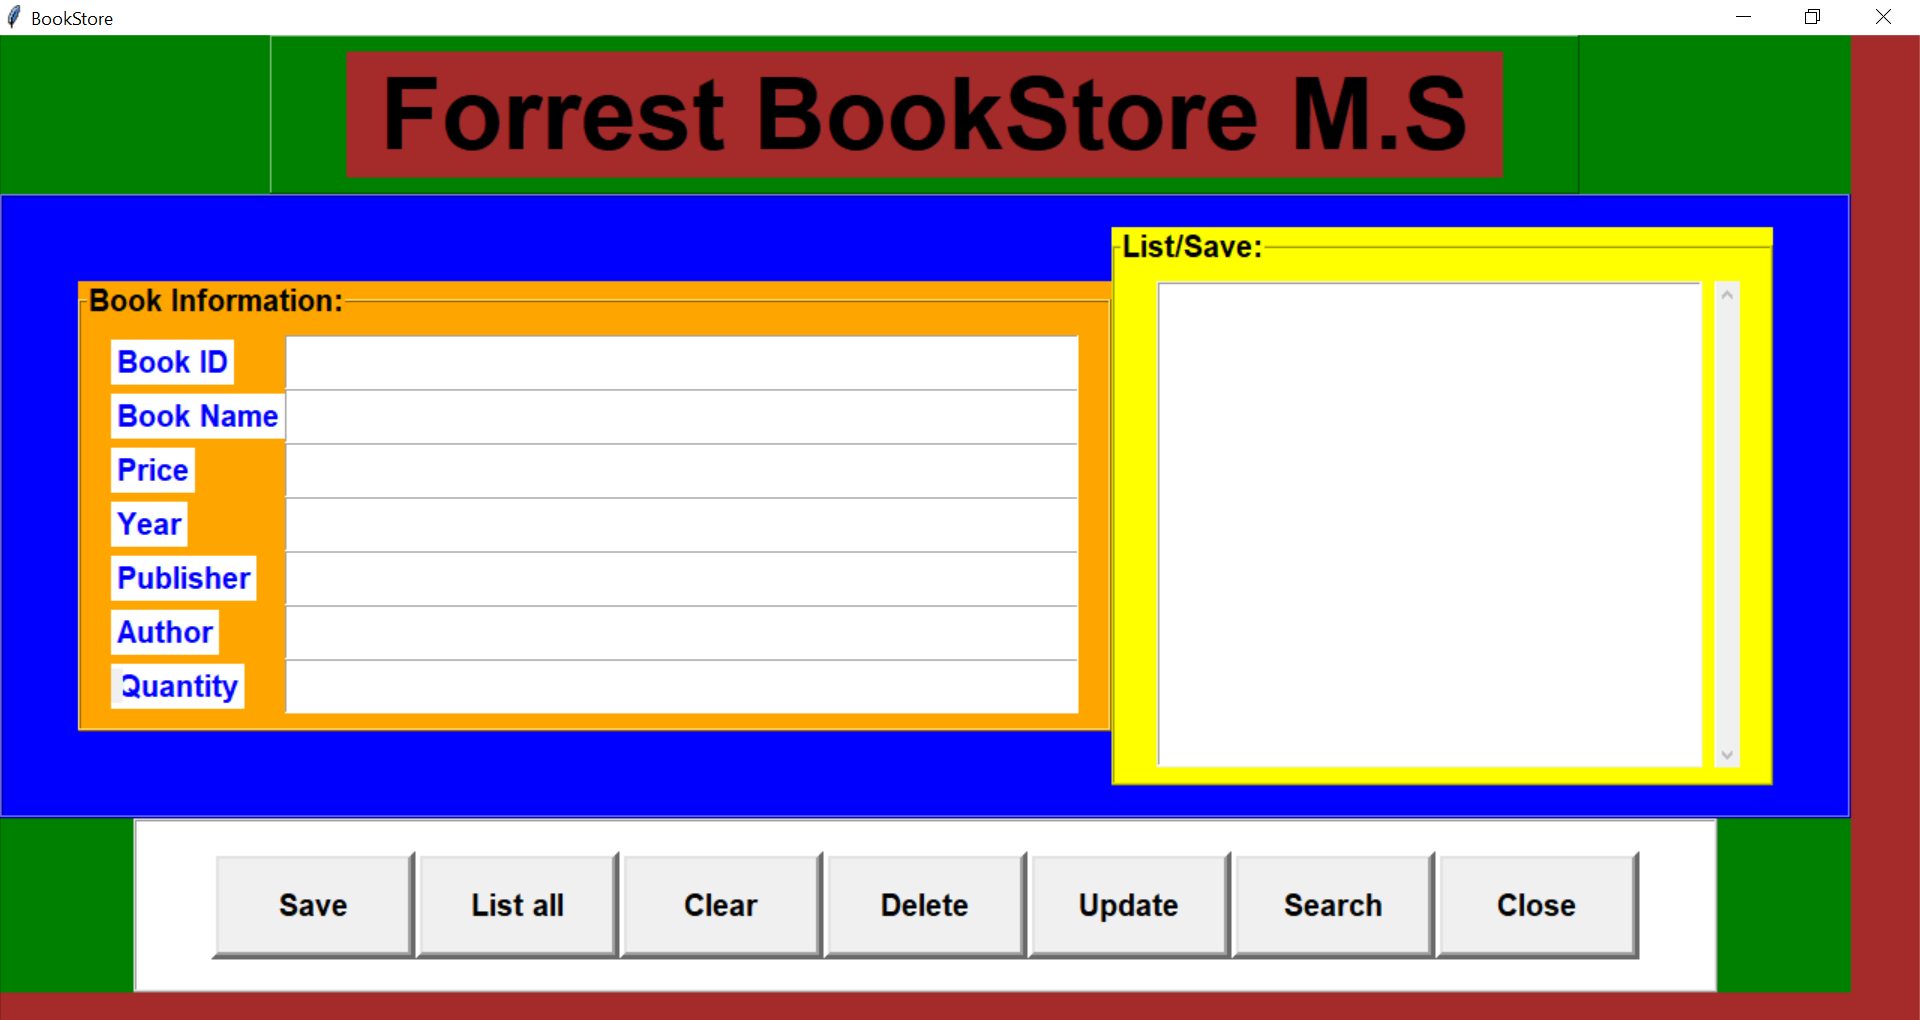 BookStore
Forrest BookStore M.S
List/Save:
Book Information:
Book ID
Book Name
Price
Year
Publisher
Author
Quantity
Save
List all
Clear
Delete
Update
Search
Close